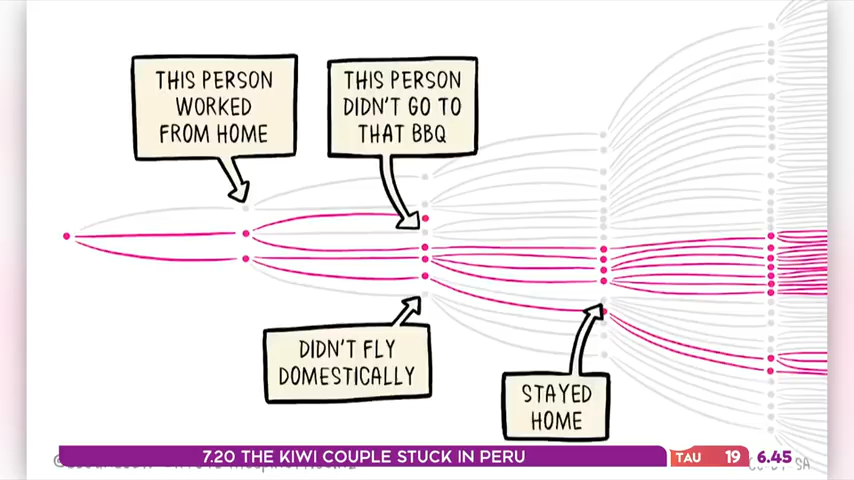 THIS PERSON
WORKED
FROM HOME
THIS PERSON
DIDN'T GO TO
THAT BBQ
DIDN'T FLY
DOMESTICALLY
STAYED
HOME
7.20 THE KIWI COUPLE STUCK IN PERU
TAU 19 6.45